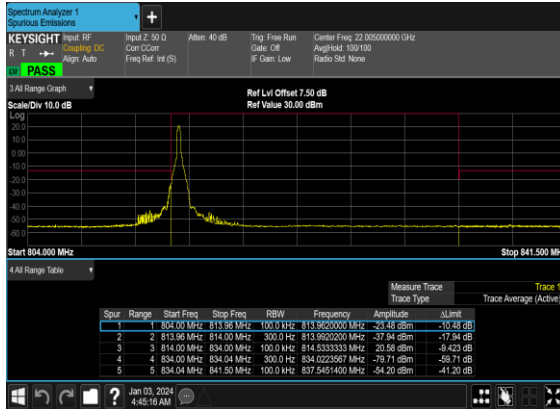 Spectrum Analyzer 1
Spurious Emissions
KEYSIGHT Input: RF Input Z: 50 Ω Atten: 40 dB Trig: Free Run Center Freq: 22.005000000 GHz
R T Coupling: DC Corr CCorr Gate: Off Avg|Hold: 100/100
Align: Auto Freq Ref: Int (S) IF Gain: Low Radio Std: None
PASS
3 All Range Graph
Ref Lvl Offset 7.50 dB
Scale/Div 10.0 dB Ref Value 30.00 dBm
Log
20.0
10.0
0.00
-10.0
-20.0
-30.0
-40.0
-50.0
-60.0
Start 804.000 MHz Stop 841.500 MH
4 All Range Table
Measure Trace Trace 1
Trace Type Trace Average (Active)
Spur Range Start Freq Stop Freq RBW Frequency Amplitude ΔLimit
1 1 804.00 MHz 813.96 MHz 100.0 kHz 813.9620000 MHz -23.48 dBm -10.48 dB
2 2 813.96 MHz 814.00 MHz 300.0 Hz 813.9920000 MHz -37.94 dBm -17.94 dB
3 3 814.00 MHz 834.00 MHz 100.0 kHz 814.5333333 MHz 20.58 dBm -9.423 dB
4 4 834.00 MHz 834.04 MHz 300.0 Hz 834.0223567 MHz -79.71 dBm -59.71 dB
5 5 834.04 MHz 841.50 MHz 100.0 kHz 837.5451400 MHz -54.20 dBm -41.20 dB
Jan 03, 2024
4:45:16 AM